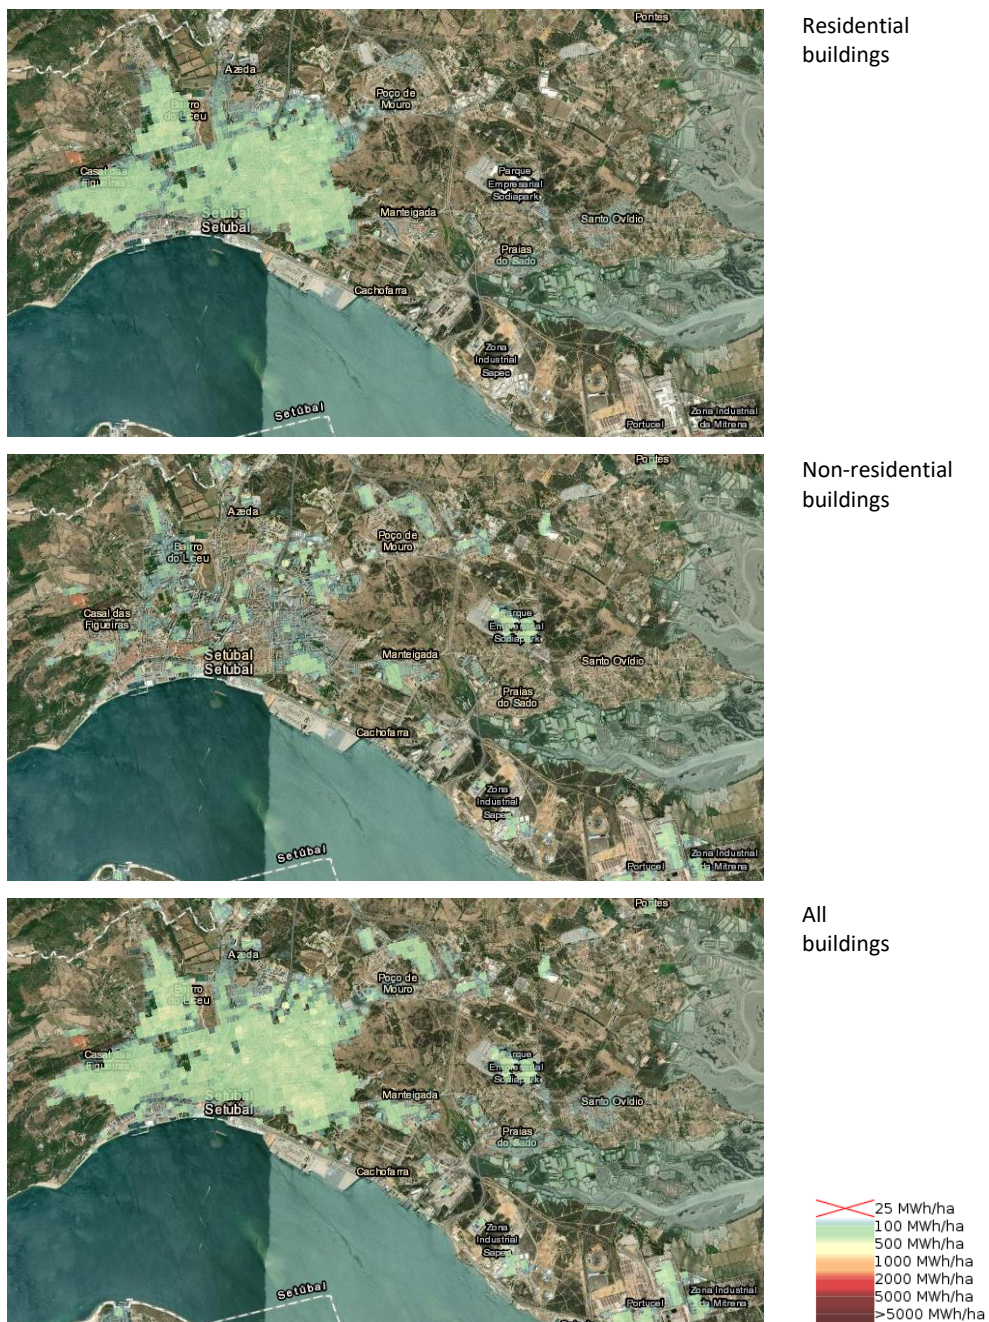 Pontes
Azeda
Bairro
do Liceu
Poço de
Mouro
Casal das
Figueiras
Parque
Empresarial
Sodiapark
Setúbal
Setúbal
Manteigada
Santo Ovídio
Praias
do Sado
Cachofarra
Zona
Industrial
Sapec
Setúbal
Portucel
Zona Industrial
da Mitrena
Residential
buildings
Pontes
Azeda
Bairro
do Liceu
Poço de
Mouro
Casal das
Figueiras
Parque
Empresarial
Sodiapark
Setúbal
Setúbal
Manteigada
Santo Ovídio
Praias
do Sado
Cachofarra
Zona
Industrial
Sapec
Setúbal
Portucel
Zona Industrial
da Mitrena
Non-residential
buildings
Pontes
Azeda
Bairro
do Liceu
Poço de
Mouro
Casal das
Figueiras
Parque
Empresarial
Sodiapark
Setúbal
Setúbal
Manteigada
Santo Ovídio
Praias
do Sado
Cachofarra
Zona
Industrial
Sapec
Setúbal
Portucel
Zona Industrial
da Mitrena
All
buildings
25 MWh/ha
100 MWh/ha
500 MWh/ha
1000 MWh/ha
2000 MWh/ha
5000 MWh/ha
>5000 MWh/ha